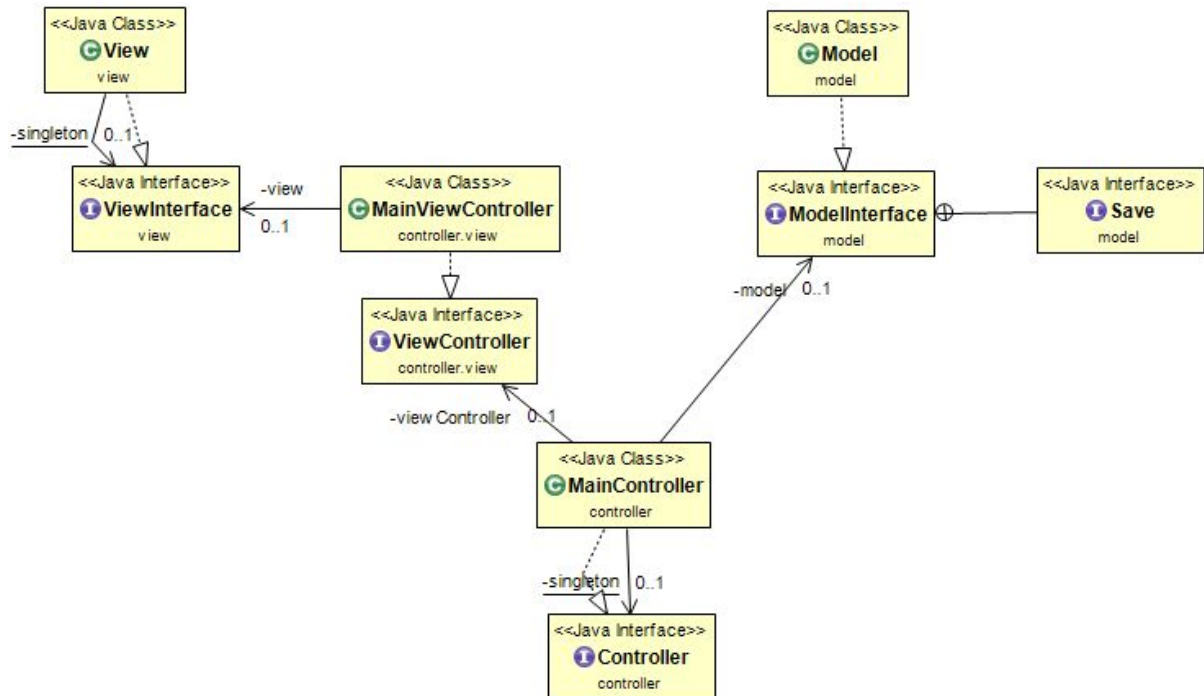 <<Java Class>>
View
view
<<Java Class>>
Model
model
-singleton 0..1
<<Java Interface>>
ViewInterface
view
-view
0..1
<<Java Class>>
MainViewController
controller.view
<<Java Interface>>
ModelInterface
model
<<Java Interface>>
Save
model
-model 0..1
<<Java Interface>>
ViewController
controller.view
-view Controller 0..1
<<Java Class>>
MainController
controller
-singleton 0..1
<<Java Interface>>
Controller
controller